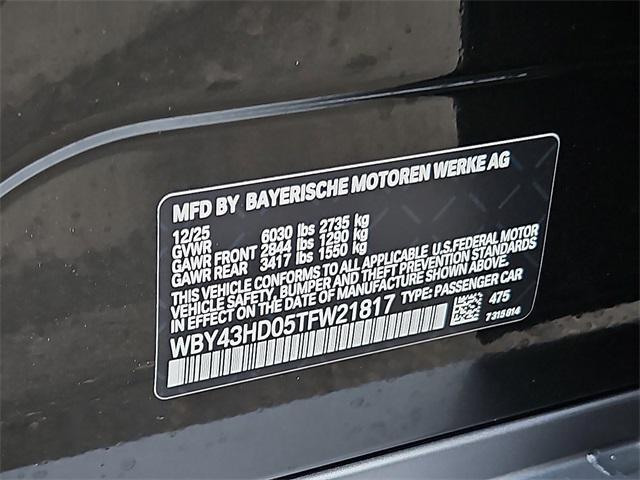 MFD BY BAYERISCHE MOTOREN WERKE AG
12/25
GVWR 6030 lbs 2735 kg
GAWR FRONT 2844 lbs 1290 kg
GAWR REAR 3417 lbs 1550 kg
THIS VEHICLE CONFORMS TO ALL APPLICABLE U.S.FEDERAL MOTOR
VEHICLE SAFETY, BUMPER AND THEFT PREVENTION STANDARDS
IN EFFECT ON THE DATE OF MANUFACTURE SHOWN ABOVE.
WBY43HD05TFW21817 TYPE: PASSENGER CAR
475
7315814